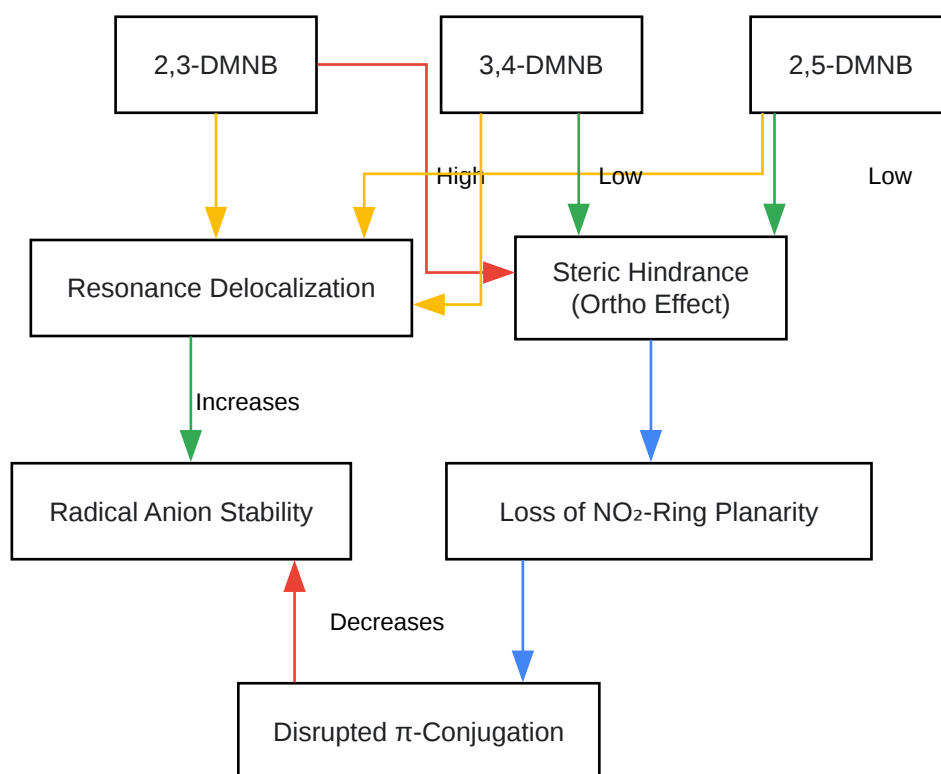 2,3-DMNB
3,4-DMNB
2,5-DMNB
High
Low
Low
Resonance Delocalization
Steric Hindrance
(Ortho Effect)
Increases
Radical Anion Stability
Loss of NO₂-Ring Planarity
Decreases
Disrupted π-Conjugation